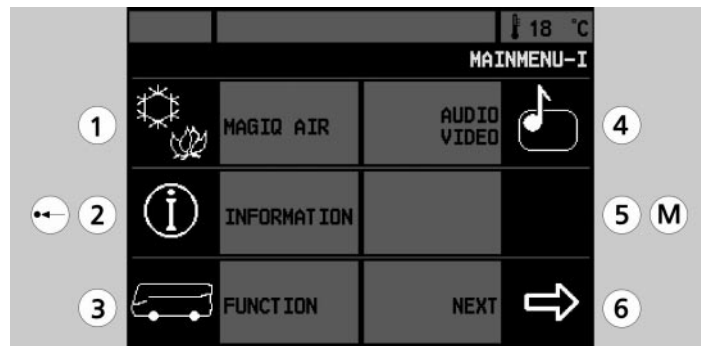 18 °C
MAINMENU-I
1
MAGIQ AIR
AUDIO
VIDEO
4
2
INFORMATION
5
M
3
FUNCTION
NEXT
6